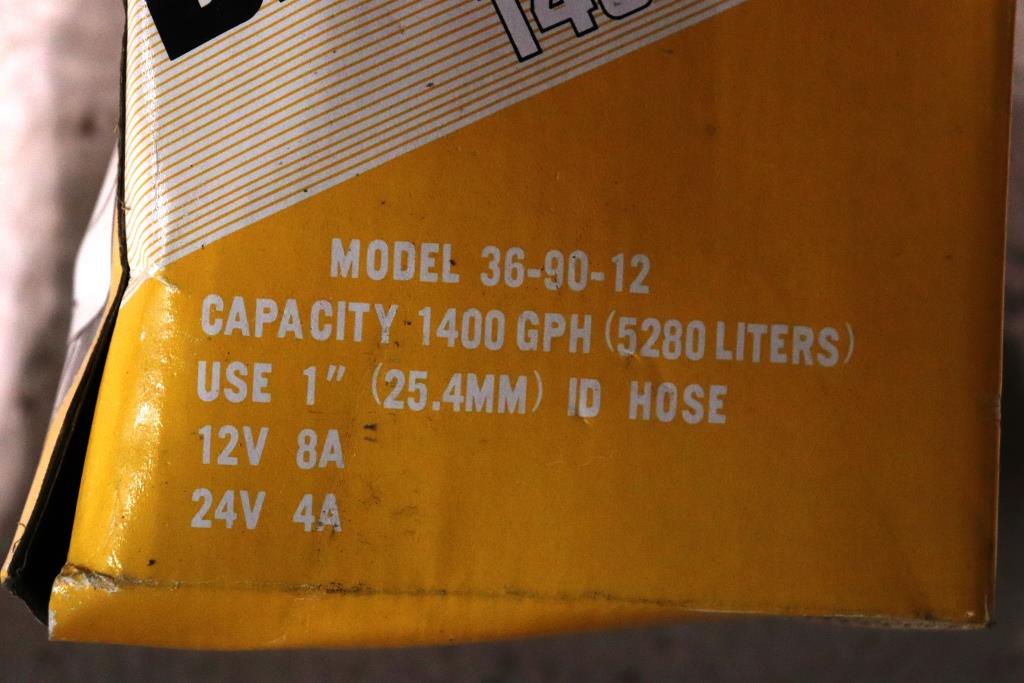 140
MODEL 36-90-12
CAPACITY 1400 GPH (5280 LITERS)
USE 1" (25.4MM) ID HOSE
12V 8A
24V 4A